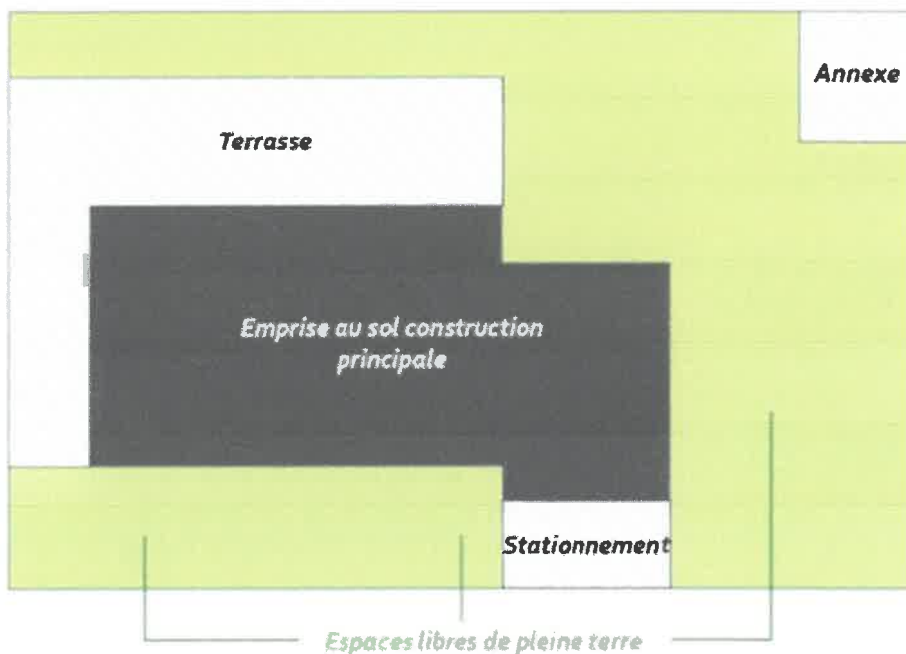 Annexe
Terrasse
Emprise au sol construction
principale
Stationnement
Espaces libres de pleine terre